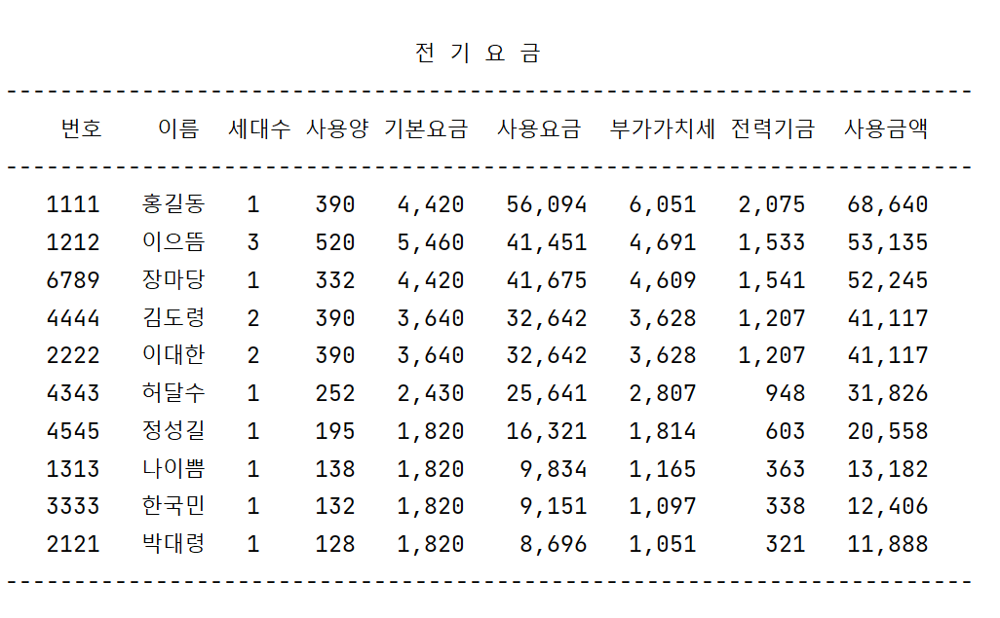 전 기 요 금
------------------------------------------------------------------------
번호 이름 세대수 사용양 기본요금 사용요금 부가가치세 전력기금 사용금액
------------------------------------------------------------------------
1111 홍길동 1 390 4,420 56,094 6,051 2,075 68,640
1212 이으뜸 3 520 5,460 41,451 4,691 1,533 53,135
6789 장마당 1 332 4,420 41,675 4,609 1,541 52,245
4444 김도령 2 390 3,640 32,642 3,628 1,207 41,117
2222 이대한 2 390 3,640 32,642 3,628 1,207 41,117
4343 허달수 1 252 2,430 25,641 2,807 948 31,826
4545 정성길 1 195 1,820 16,321 1,814 603 20,558
1313 나이쁨 1 138 1,820 9,834 1,165 363 13,182
3333 한국민 1 132 1,820 9,151 1,097 338 12,406
2121 박대령 1 128 1,820 8,696 1,051 321 11,888
------------------------------------------------------------------------